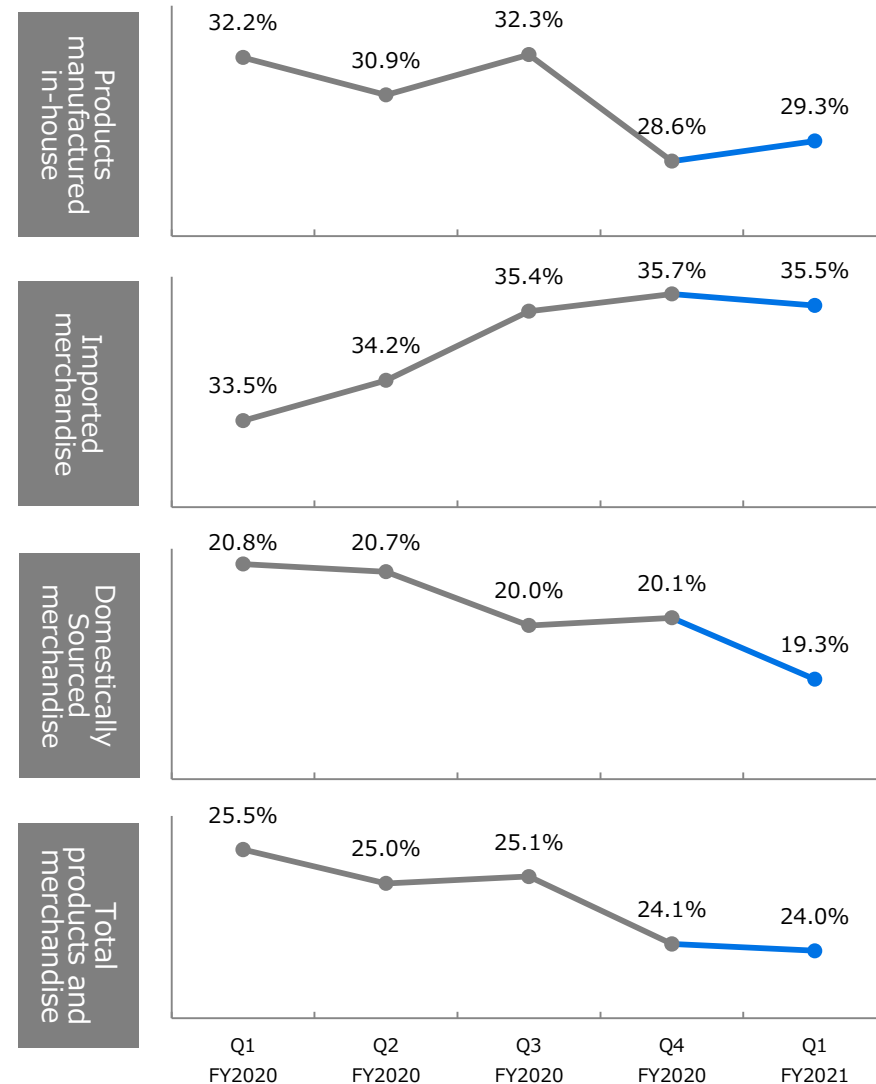 Products
manufactured
in-house
32.2%
30.9%
32.3%
28.6%
29.3%
Imported
merchandise
33.5%
34.2%
35.4%
35.7%
35.5%
Domestically
Sourced
merchandise
20.8%
20.7%
20.0%
20.1%
19.3%
Total
products and
merchandise
25.5%
25.0%
25.1%
24.1%
24.0%
Q1
FY2020
Q2
FY2020
Q3
FY2020
Q4
FY2020
Q1
FY2021